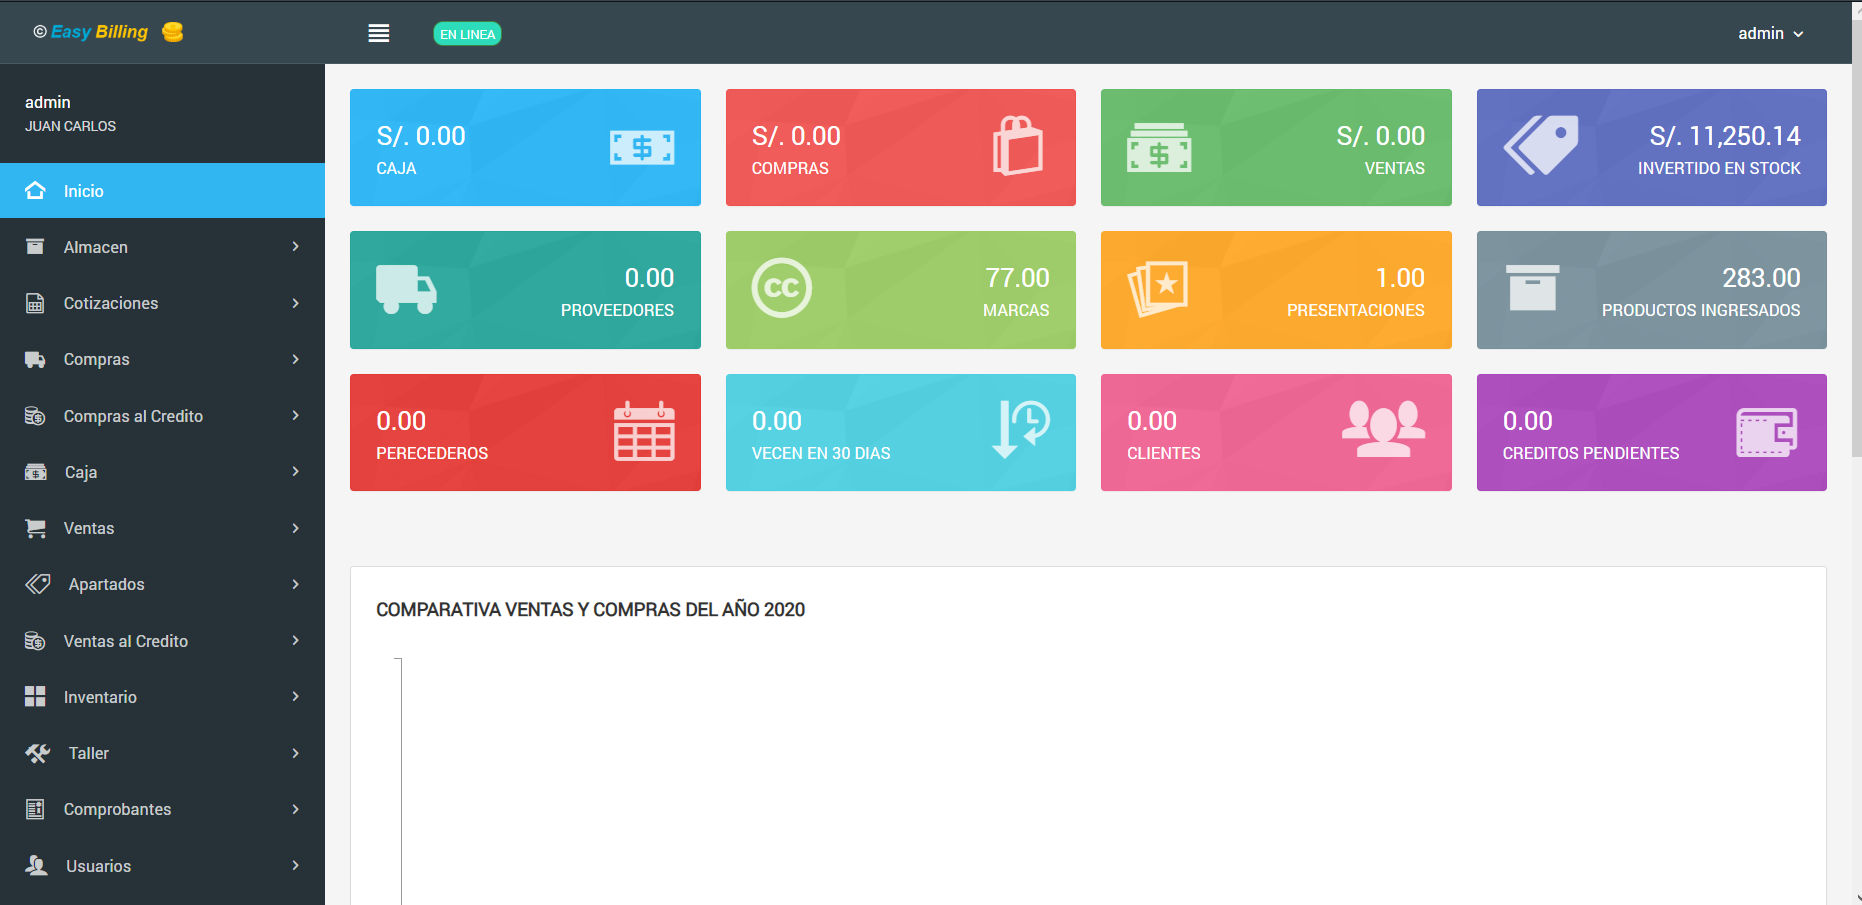 © Easy Billing
EN LINEA
admin
admin
JUAN CARLOS
Inicio
Almacen
Cotizaciones
Compras
Compras al Credito
Caja
Ventas
Apartados
Ventas al Credito
Inventario
Taller
Comprobantes
Usuarios
S/. 0.00
CAJA
S/. 0.00
COMPRAS
S/. 0.00
VENTAS
S/. 11,250.14
INVERTIDO EN STOCK
0.00
PROVEEDORES
77.00
MARCAS
1.00
PRESENTACIONES
283.00
PRODUCTOS INGRESADOS
0.00
PERECEDEROS
0.00
VECEN EN 30 DIAS
0.00
CLIENTES
0.00
CREDITOS PENDIENTES
COMPARATIVA VENTAS Y COMPRAS DEL AÑO 2020